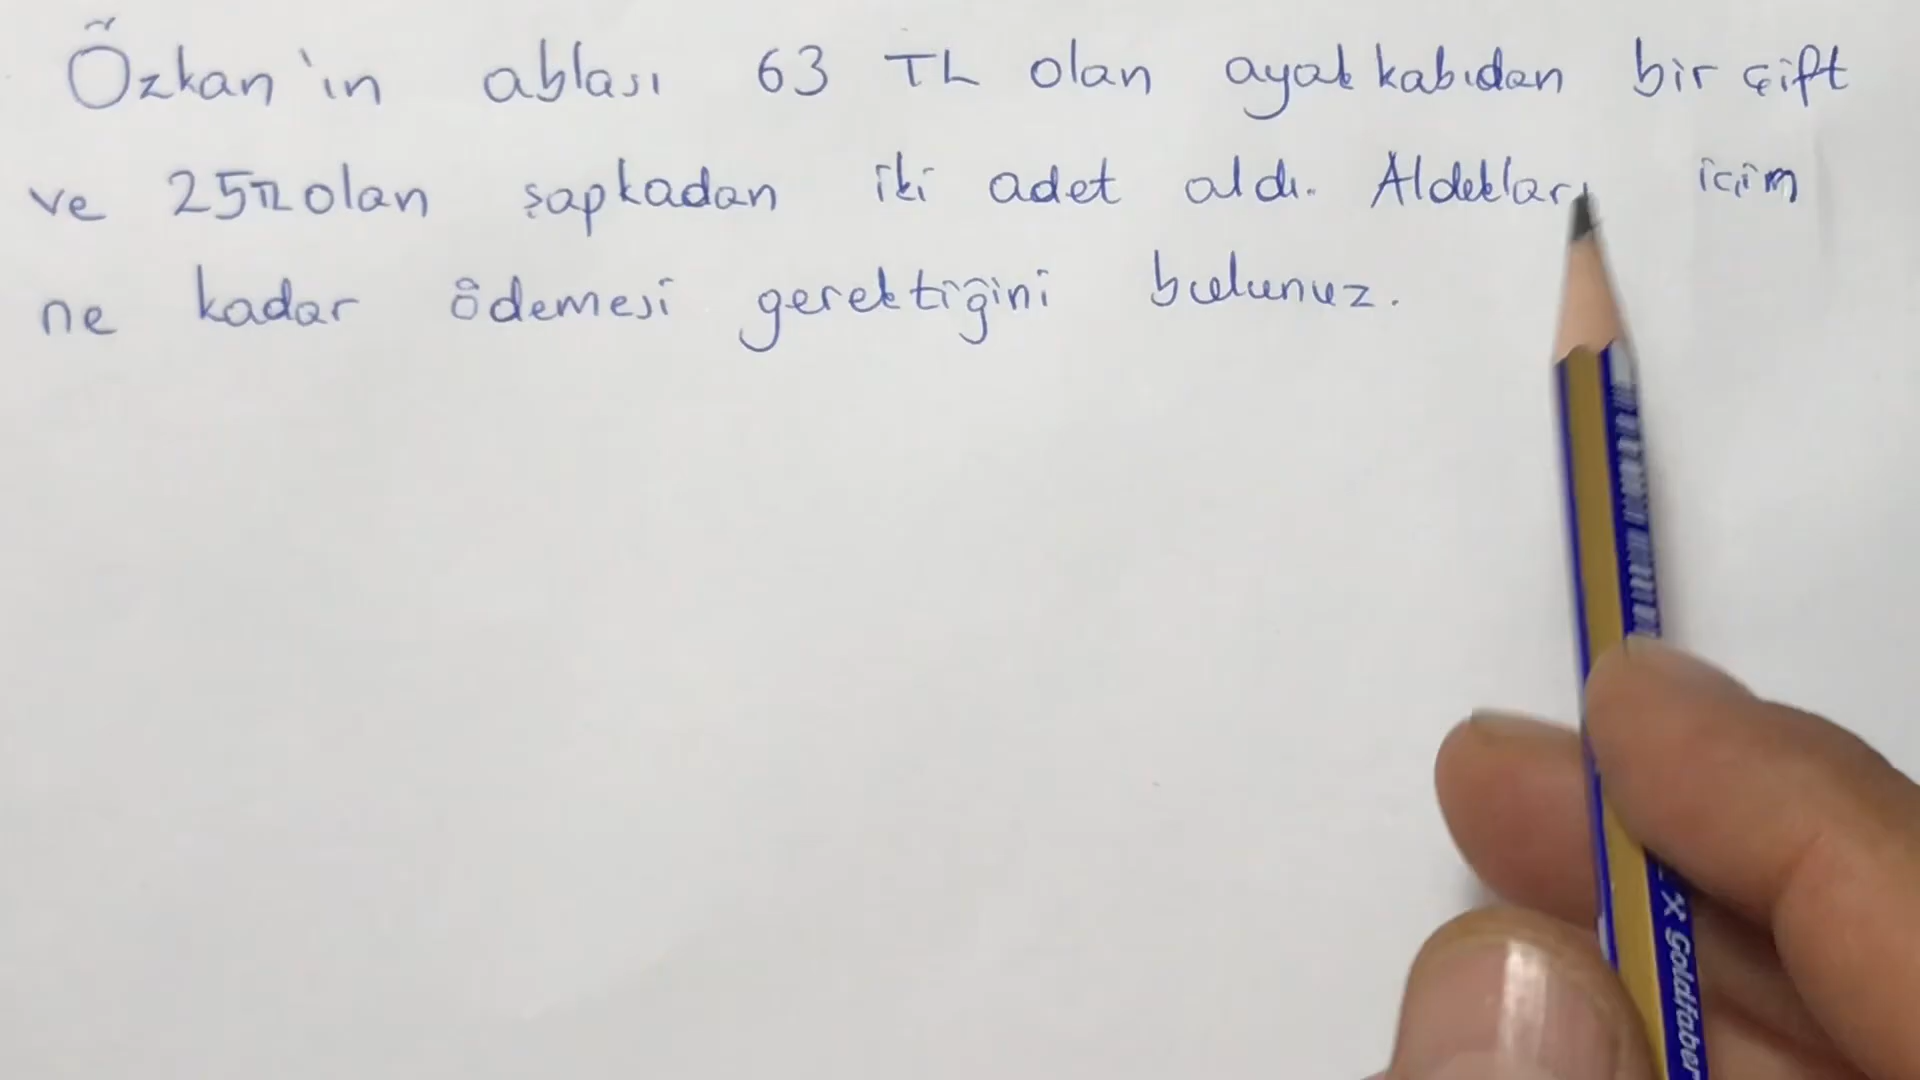 Özkan'ın ablası 63 TL olan ayakkabıdan bir çift
ve 25TL olan şapkadan iki adet aldı. Aldıkları için
ne kadar ödemesi gerektiğini bulunuz.
Goldfaber